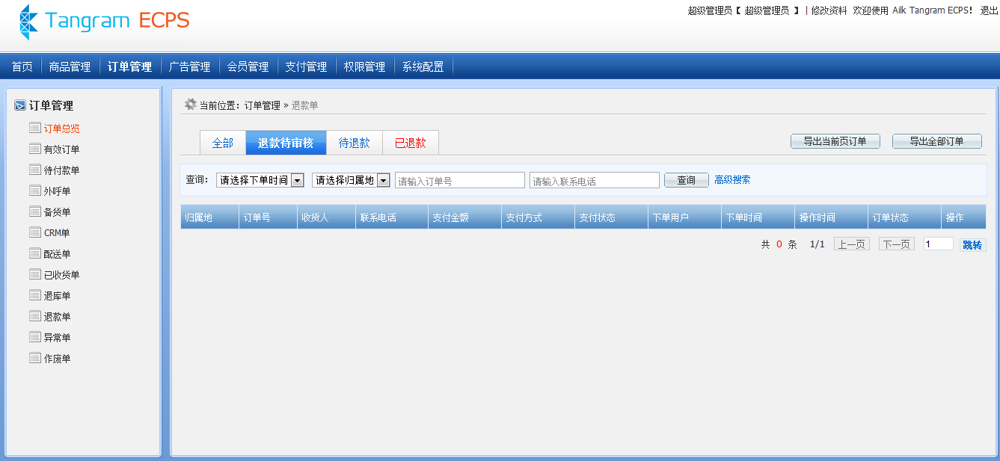 Tangram ECPS
超级管理员【 超级管理员 】 | 修改资料 欢迎使用 Ailk Tangram ECPS! 退出
首页 商品管理 订单管理 广告管理 会员管理 支付管理 权限管理 系统配置
订单管理
订单总览
有效订单
待付款单
外呼单
备货单
CRM单
配送单
已收货单
退库单
退款单
异常单
作废单
当前位置：订单管理 » 退款单
全部 退款待审核 待退款 已退款 导出当前页订单 导出全部订单
查询： 请选择下单时间 请选择归属地 请输入订单号 请输入联系电话 查询 高级搜索
归属地 订单号 收货人 联系电话 支付金额 支付方式 支付状态 下单用户 下单时间 操作时间 订单状态 操作
共 0 条 1/1 上一页 下一页 1 跳转